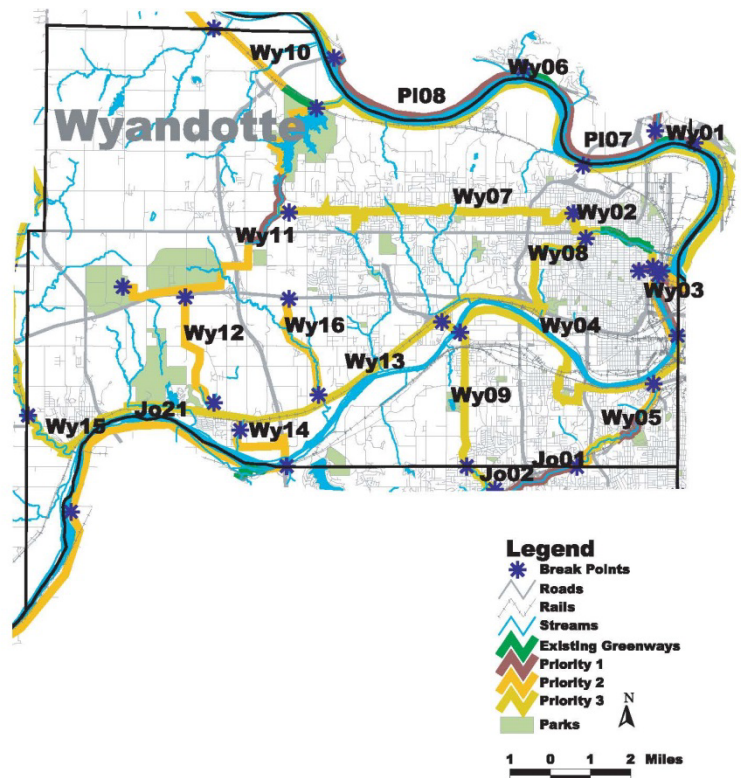 Wy10
Wy06
Pl08
Wyandotte
Pl07
Wy01
Wy07
Wy02
Wy11
Wy08
Wy03
Wy12
Wy16
Wy04
Wy13
Wy09
Jo21
Wy05
Wy15
Wy14
Jo01
Jo02
Legend
Break Points
Roads
Rails
Streams
Existing Greenways
Priority 1
Priority 2
Priority 3
Parks
N
1 0 1 2 Miles